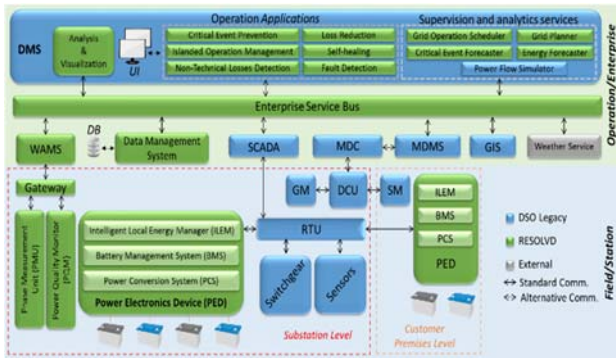 Operation Applications
Supervision and analytics services
DMS
Analysis
&
Visualization
UI
Critical Event Prevention
Loss Reduction
Islanded Operation Management
Self-healing
Non-Technical Losses Detection
Fault Detection
Grid Operation Scheduler
Grid Planner
Critical Event Forecaster
Energy Forecaster
Power Flow Simulator
Operation/Enterprise
Enterprise Service Bus
WAMS
DB
Data Management
System
SCADA
MDC
MDMS
GIS
Weather Service
Gateway
GM
DCU
SM
Phase Measurement
Unit (PMU)
Power Quality Monitor
(PQM)
Intelligent Local Energy Manager (ILEM)
Battery Management System (BMS)
Power Conversion System (PCS)
Power Electronics Device (PED)
RTU
Switchgear
Sensors
ILEM
BMS
PCS
PED
Substation Level
Customer
Premises Level
DSO Legacy
RESOLVD
External
Standard Comm.
Alternative Comm.
Field/Station